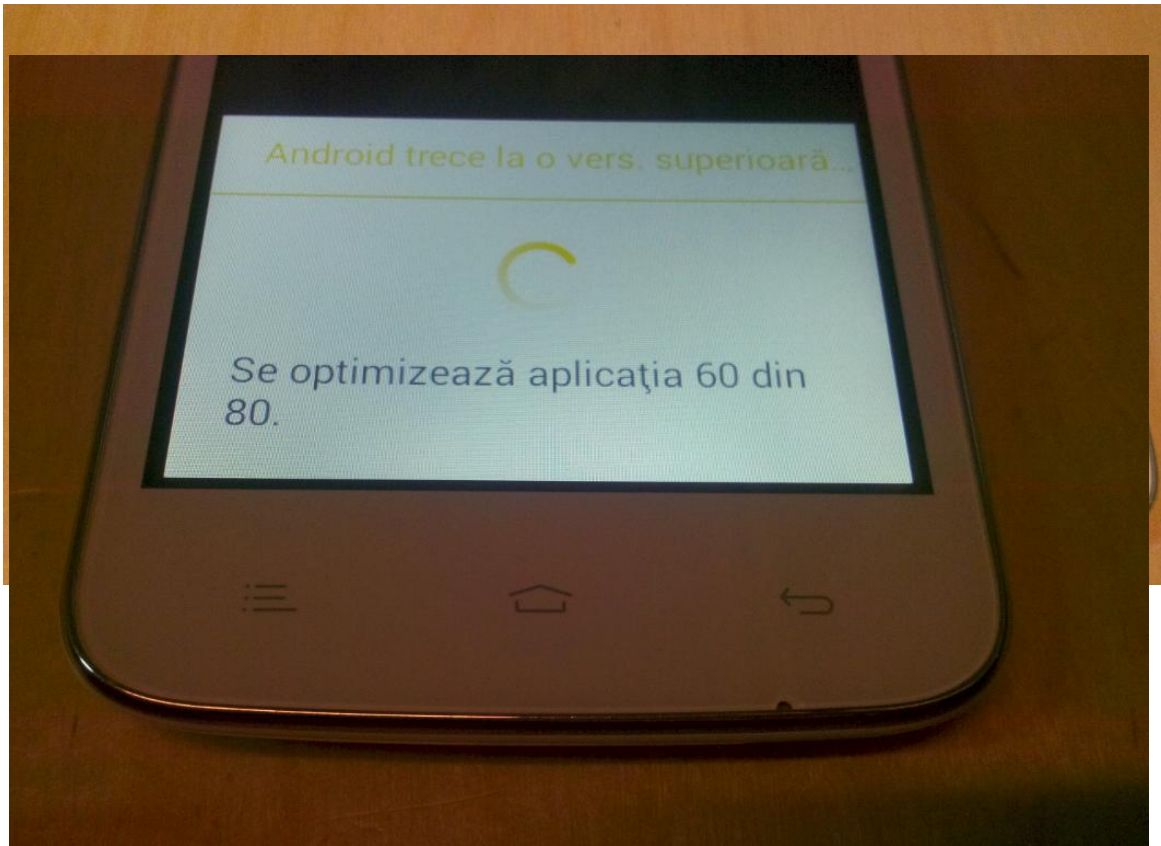 Android trece la o vers. superioară...
Se optimizează aplicaţia 60 din
80.